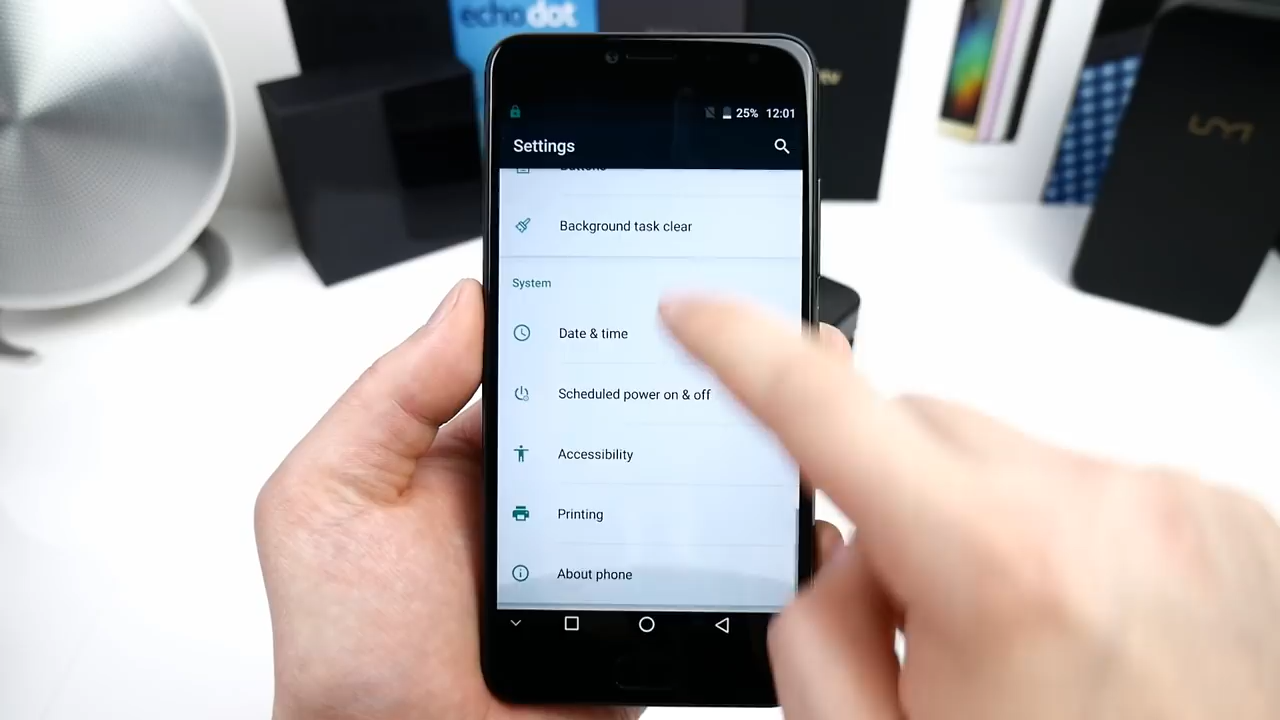 echo dot
25% 12:01
Settings
Buttons
Background task clear
System
Date & time
Scheduled power on & off
Accessibility
Printing
About phone